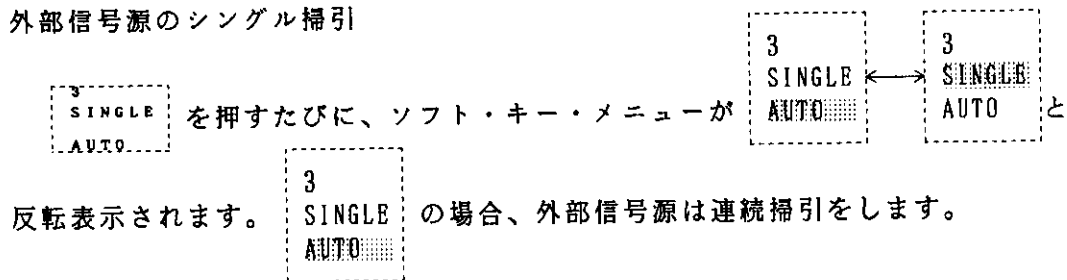 外部信号源のシングル掃引
3
SINGLE
AUTO
を押すたびに、ソフト・キー・メニューが
3
SINGLE
AUTO
3
SINGLE
AUTO
と
反転表示されます。
3
SINGLE
AUTO
の場合、外部信号源は連続掃引をします。